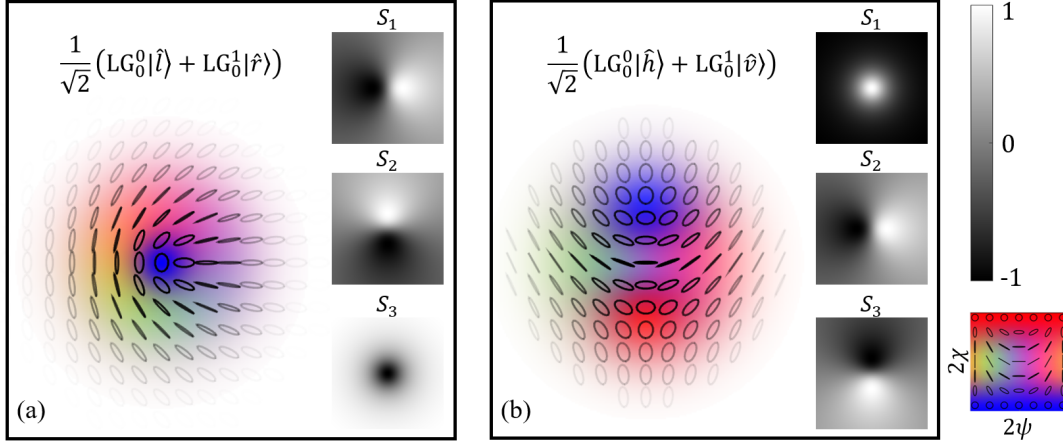 S₁
1/√2 (LG₀⁰|l̂⟩ + LG₀¹|r̂⟩)
S₂
S₃
(a)
S₁
1/√2 (LG₀⁰|ĥ⟩ + LG₀¹|v̂⟩)
S₂
S₃
(b)
1
0
-1
2χ
2ψ